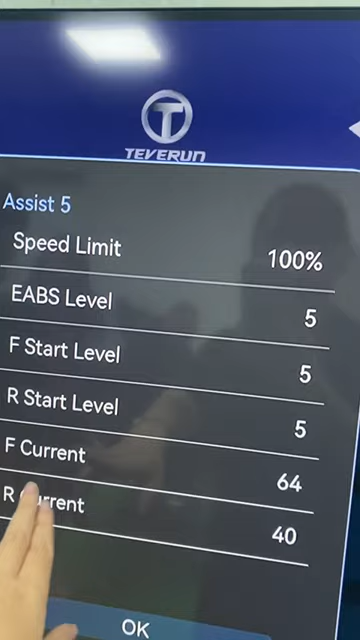 TEVERUN
Assist 5
Speed Limit 100%
EABS Level 5
F Start Level 5
R Start Level 5
F Current 64
R Current 40
OK